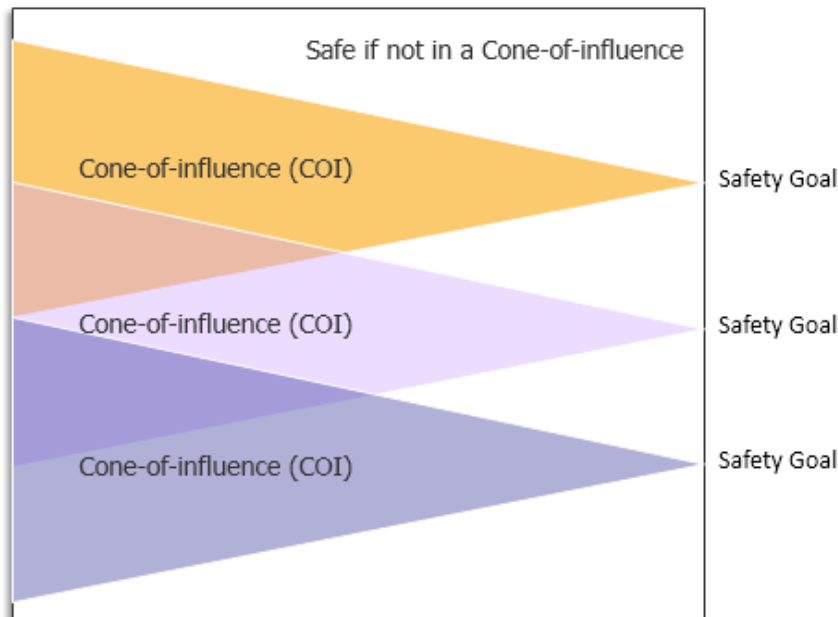 Safe if not in a Cone-of-influence
Cone-of-influence (COI)
Safety Goal
Cone-of-influence (COI)
Safety Goal
Cone-of-influence (COI)
Safety Goal